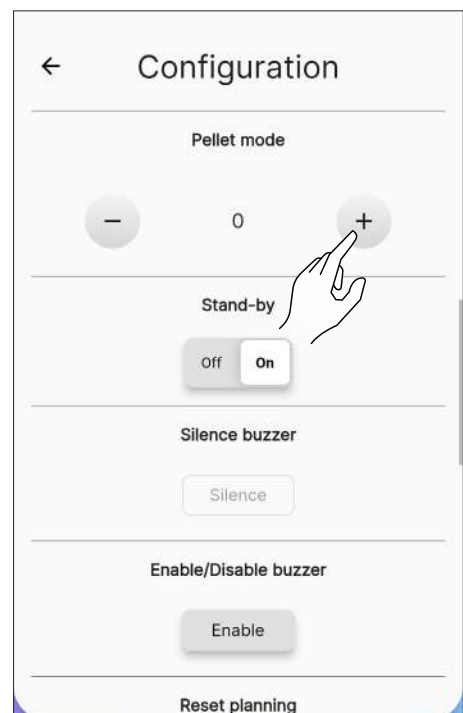 ← Configuration
Pellet mode
− 0 +
Stand-by
Off On
Silence buzzer
Silence
Enable/Disable buzzer
Enable
Reset planning